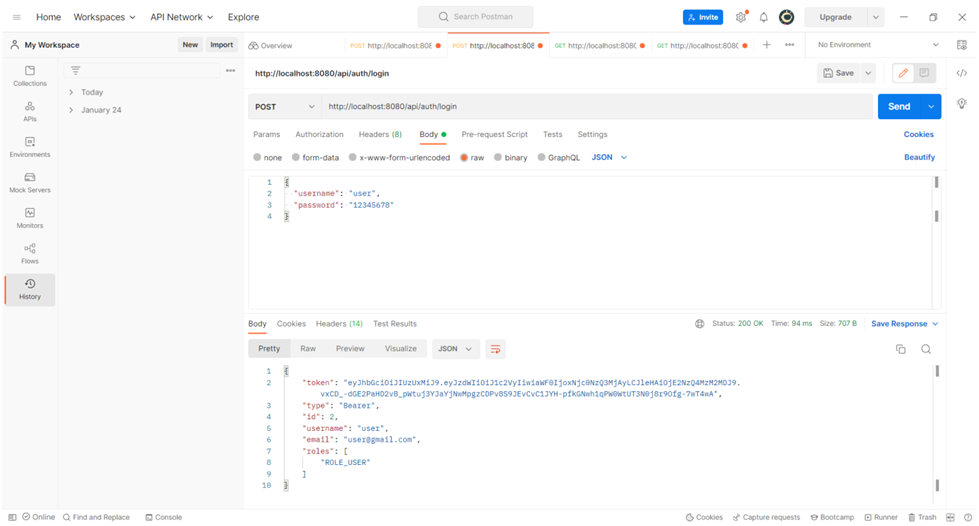 Home Workspaces API Network Explore Search Postman Invite Upgrade
My Workspace New Import Overview POST http://localhost:808 POST http://localhost:808 GET http://localhost:808 GET http://localhost:808 No Environment
http://localhost:8080/api/auth/login Save
Collections
Today
January 24
POST http://localhost:8080/api/auth/login Send
APIs
Params Authorization Headers (8) Body Pre-request Script Tests Settings Cookies
Environments
none form-data x-www-form-urlencoded raw binary GraphQL JSON Beautify
Mock Servers
1 {
2 "username": "user",
3 "password": "12345678"
4 }
Monitors
Flows
History
Body Cookies Headers (14) Test Results Status: 200 OK Time: 94 ms Size: 707 B Save Response
Pretty Raw Preview Visualize JSON
1 {
2 "token":
3 "type": "Bearer",
4 "id": 2,
5 "username": "user",
6 "email": "user@gmail.com",
7 "roles": [
8 "ROLE_USER"
9 ]
10 }
Online Find and Replace Console Cookies Capture requests Bootcamp Runner Trash